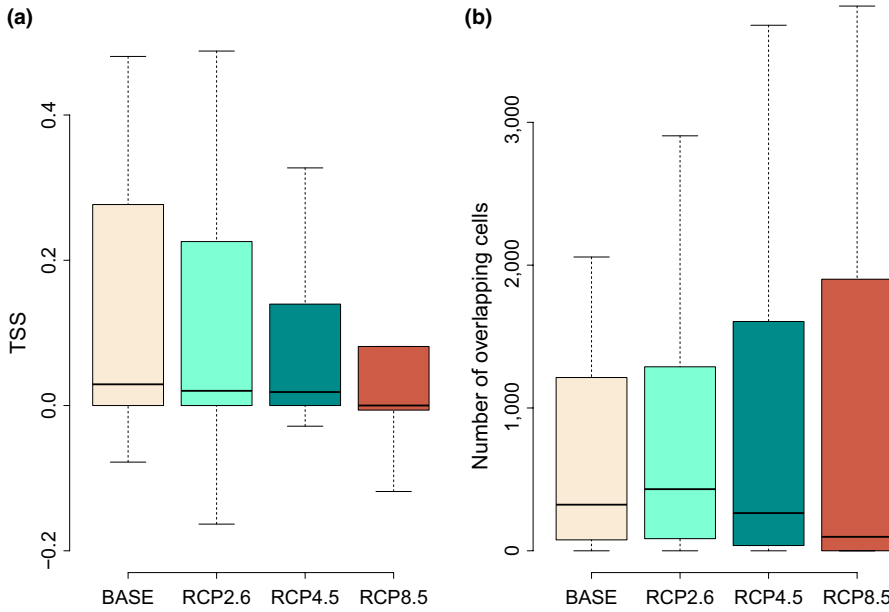 (a)
TSS
0.4
0.2
0.0
−0.2
BASE RCP2.6 RCP4.5 RCP8.5
(b)
Number of overlapping cells
3,000
2,000
1,000
0
BASE RCP2.6 RCP4.5 RCP8.5